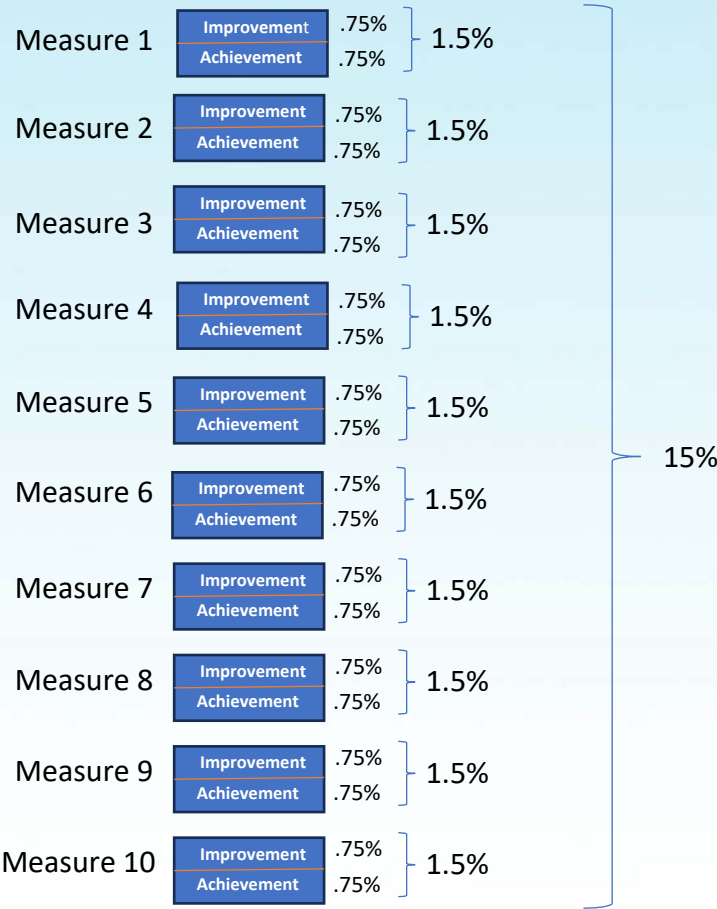 Measure 1
Improvement
.75%
Achievement
.75%
1.5%
Measure 2
Improvement
.75%
Achievement
.75%
1.5%
Measure 3
Improvement
.75%
Achievement
.75%
1.5%
Measure 4
Improvement
.75%
Achievement
.75%
1.5%
Measure 5
Improvement
.75%
Achievement
.75%
1.5%
Measure 6
Improvement
.75%
Achievement
.75%
1.5%
Measure 7
Improvement
.75%
Achievement
.75%
1.5%
Measure 8
Improvement
.75%
Achievement
.75%
1.5%
Measure 9
Improvement
.75%
Achievement
.75%
1.5%
Measure 10
Improvement
.75%
Achievement
.75%
1.5%
15%